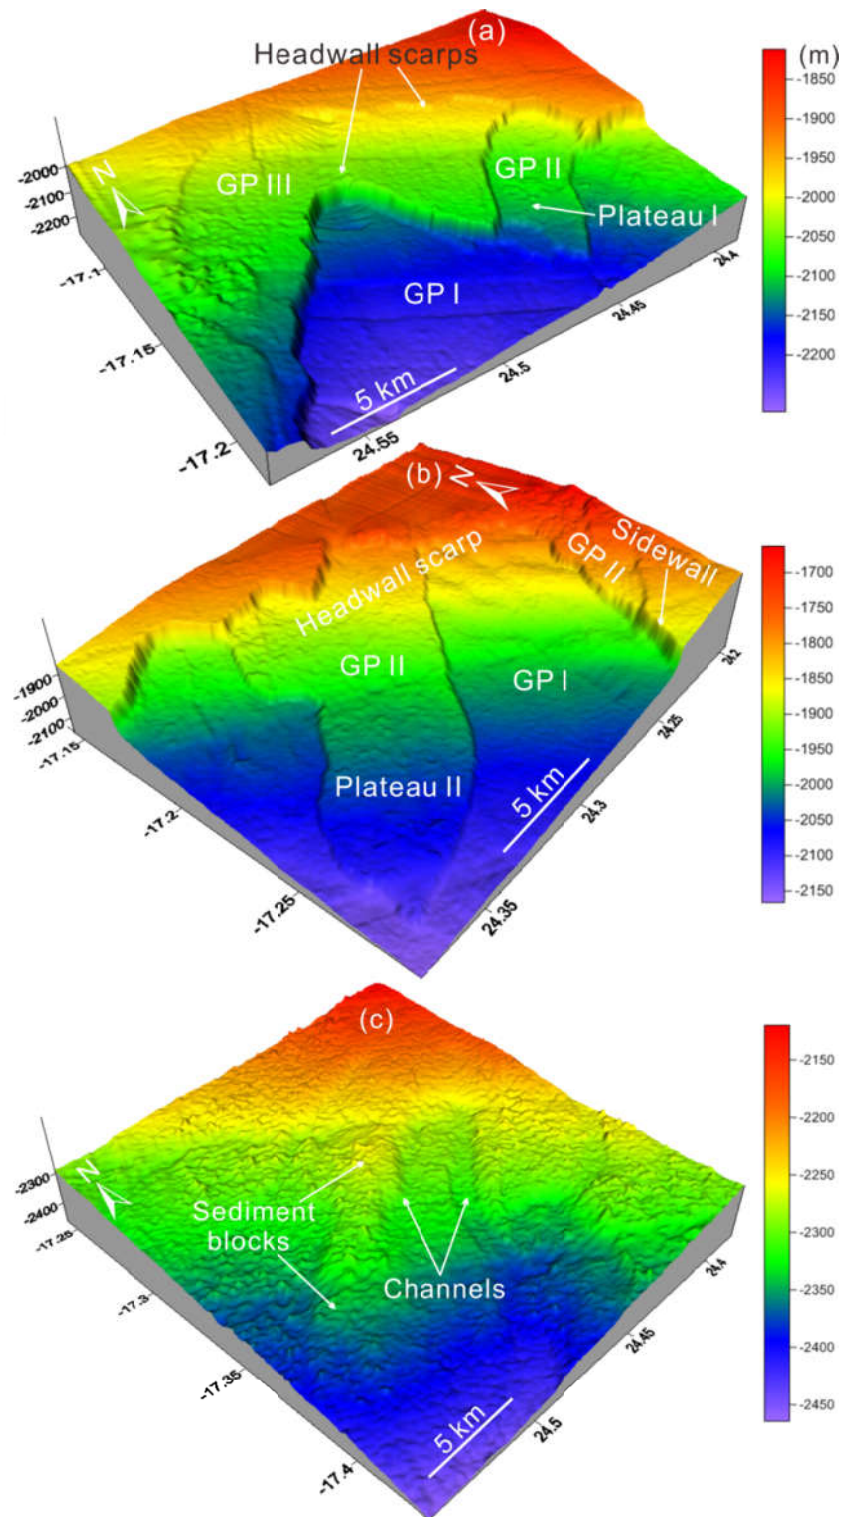 (a)
(m)
Headwall scarps
-1850
-1900
-1950
-2000
-2050
-2100
-2150
-2200
-2000
-2100
-2200
N
GP III
GP II
Plateau I
GP I
5 km
-17.1
-17.15
-17.2
24.4
24.45
24.5
24.55
(b)
N
Sidewall
GP II
Headwall scarp
GP II
GP I
Plateau II
5 km
-1900
-2000
-2100
-17.15
-17.2
-17.25
24.2
24.25
24.3
24.35
-1700
-1750
-1800
-1850
-1900
-1950
-2000
-2050
-2100
-2150
(c)
N
Sediment
blocks
Channels
5 km
-2300
-2400
-17.25
-17.3
-17.35
-17.4
24.4
24.45
24.5
-2150
-2200
-2250
-2300
-2350
-2400
-2450